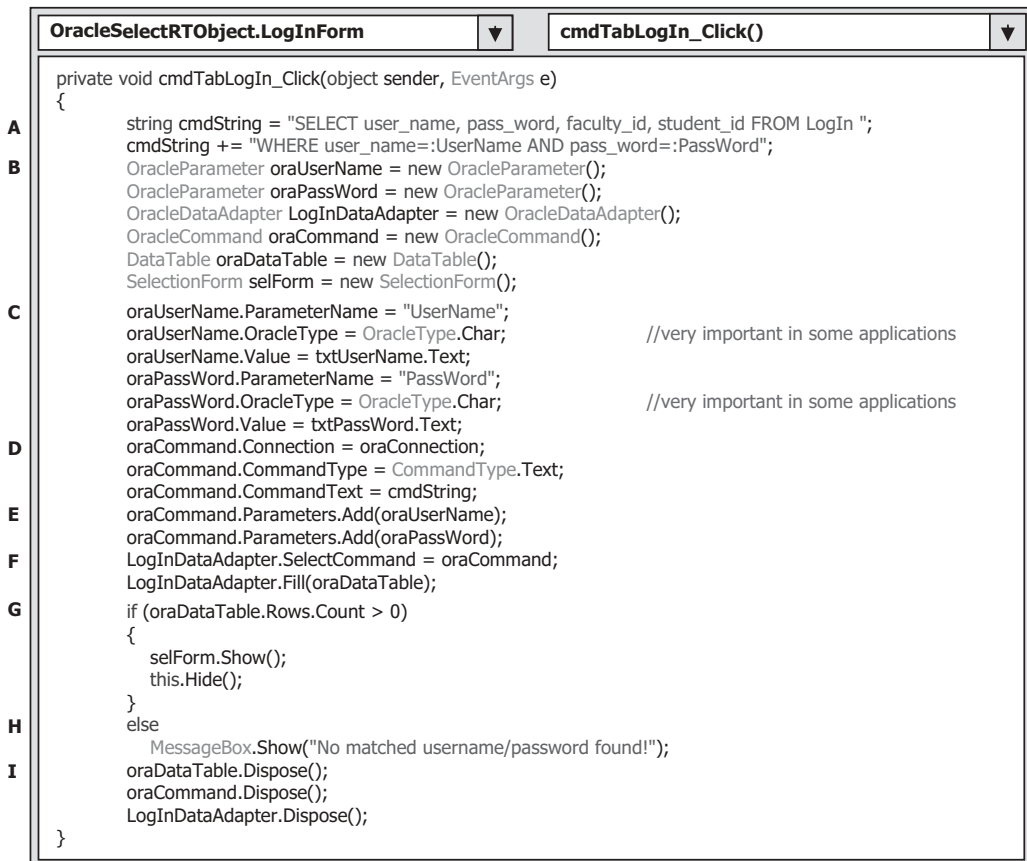 OracleSelectRTObject.LogInForm ▼ cmdTabLogIn_Click() ▼
private void cmdTabLogIn_Click(object sender, EventArgs e)
{
A string cmdString = "SELECT user_name, pass_word, faculty_id, student_id FROM LogIn ";
cmdString += "WHERE user_name=:UserName AND pass_word=:PassWord";
B OracleParameter oraUserName = new OracleParameter();
OracleParameter oraPassWord = new OracleParameter();
OracleDataAdapter LogInDataAdapter = new OracleDataAdapter();
OracleCommand oraCommand = new OracleCommand();
DataTable oraDataTable = new DataTable();
SelectionForm selForm = new SelectionForm();
C oraUserName.ParameterName = "UserName";
oraUserName.OracleType = OracleType.Char; //very important in some applications
oraUserName.Value = txtUserName.Text;
oraPassWord.ParameterName = "PassWord";
oraPassWord.OracleType = OracleType.Char; //very important in some applications
oraPassWord.Value = txtPassWord.Text;
D oraCommand.Connection = oraConnection;
oraCommand.CommandType = CommandType.Text;
oraCommand.CommandText = cmdString;
E oraCommand.Parameters.Add(oraUserName);
oraCommand.Parameters.Add(oraPassWord);
F LogInDataAdapter.SelectCommand = oraCommand;
LogInDataAdapter.Fill(oraDataTable);
G if (oraDataTable.Rows.Count > 0)
{
selForm.Show();
this.Hide();
}
H else
MessageBox.Show("No matched username/password found!");
I oraDataTable.Dispose();
oraCommand.Dispose();
LogInDataAdapter.Dispose();
}